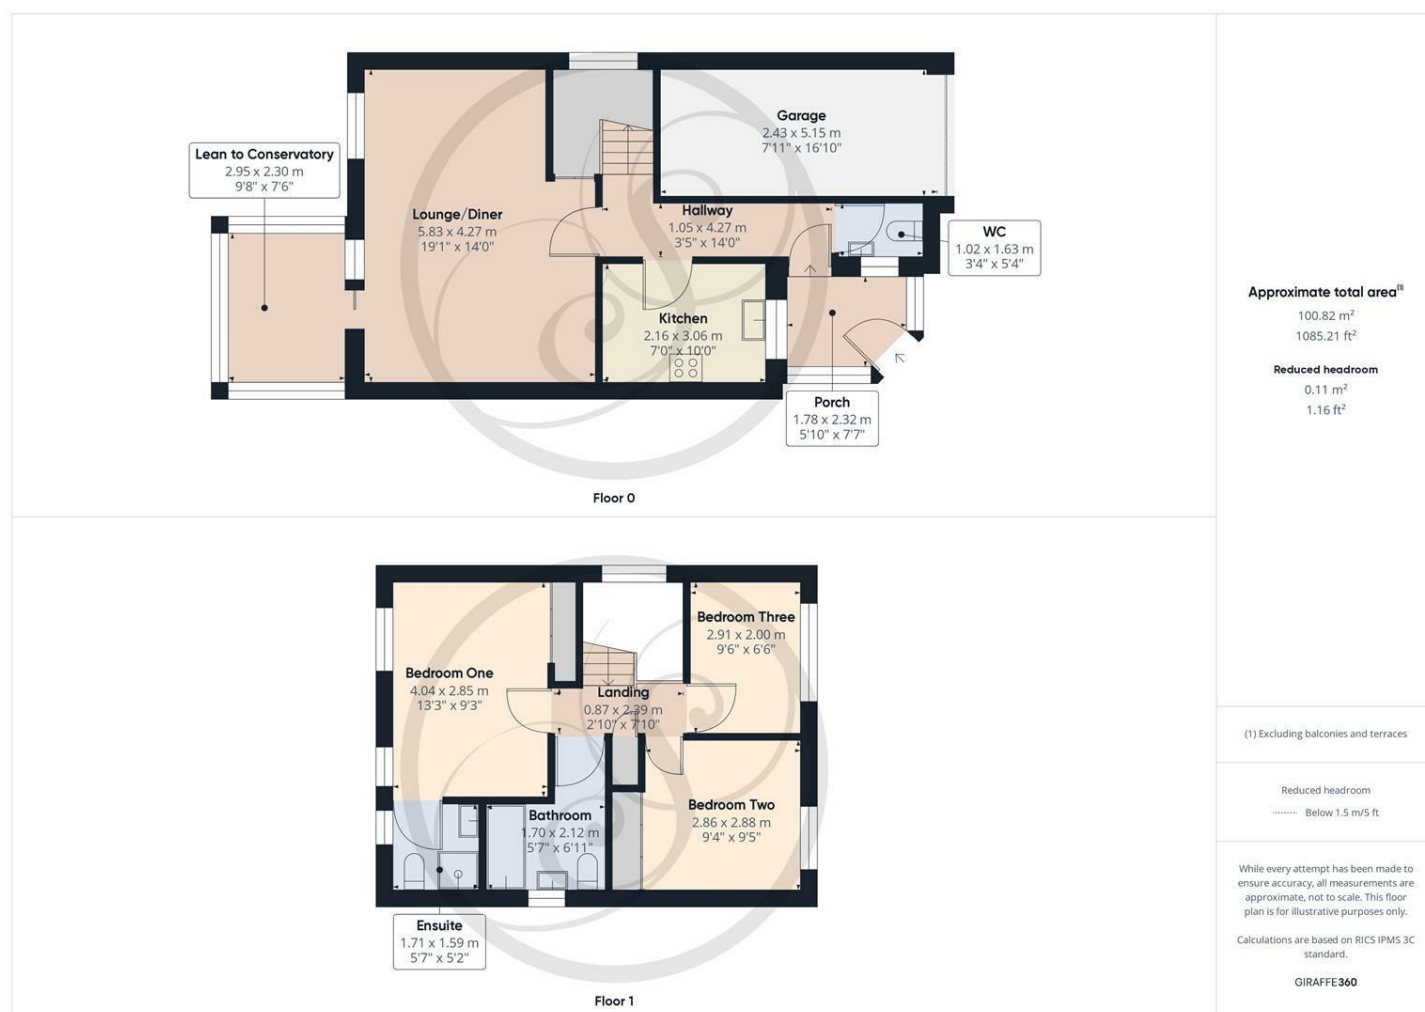 Garage
2.43 x 5.15 m
7'11" x 16'10"
Lean to Conservatory
2.95 x 2.30 m
9'8" x 7'6"
Lounge/Diner
5.83 x 4.27 m
19'1" x 14'0"
Hallway
1.05 x 4.27 m
3'5" x 14'0"
WC
1.02 x 1.63 m
3'4" x 5'4"
Kitchen
2.16 x 3.06 m
7'0" x 10'0"
Porch
1.78 x 2.32 m
5'10" x 7'7"
Floor 0
Bedroom Three
2.91 x 2.00 m
9'6" x 6'6"
Bedroom One
4.04 x 2.85 m
13'3" x 9'3"
Landing
0.87 x 2.39 m
2'10" x 7'10"
Bedroom Two
2.86 x 2.88 m
9'4" x 9'5"
Bathroom
1.70 x 2.12 m
5'7" x 6'11"
Ensuite
1.71 x 1.59 m
5'7" x 5'2"
Floor 1
Approximate total area(1)
100.82 m²
1085.21 ft²
Reduced headroom
0.11 m²
1.16 ft²
(1) Excluding balconies and terraces
Reduced headroom
Below 1.5 m/5 ft
While every attempt has been made to
ensure accuracy, all measurements are
approximate, not to scale. This floor
plan is for illustrative purposes only.
Calculations are based on RICS IPMS 3C
standard.
GIRAFFE360